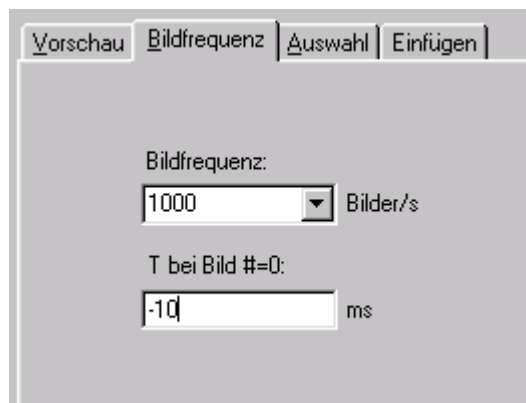 Vorschau Bildfrequenz Auswahl Einfügen
Bildfrequenz:
1000 Bilder/s
T bei Bild #=0:
-10 ms